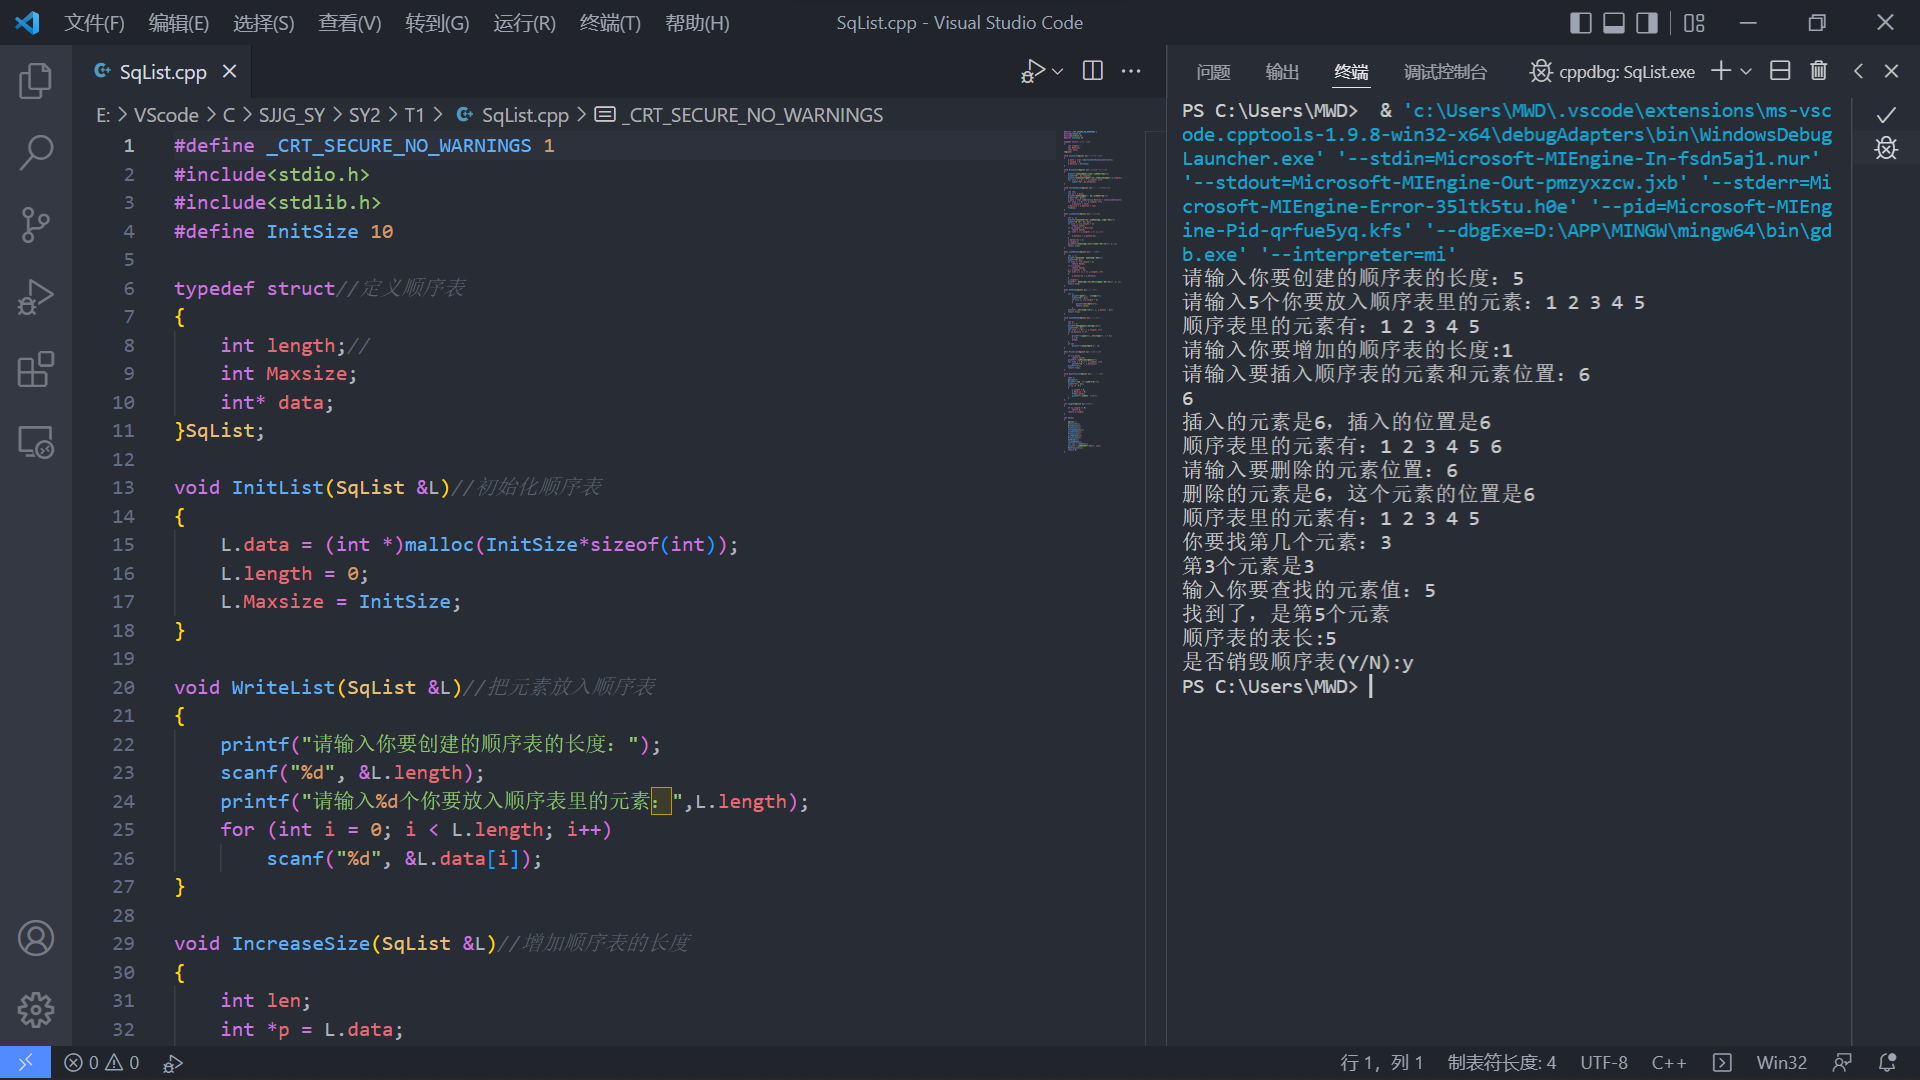 文件(F) 编辑(E) 选择(S) 查看(V) 转到(G) 运行(R) 终端(T) 帮助(H) SqList.cpp - Visual Studio Code
SqList.cpp
E: > VScode > C > SJJG_SY > SY2 > T1 > SqList.cpp > _CRT_SECURE_NO_WARNINGS
1 #define _CRT_SECURE_NO_WARNINGS 1
2 #include<stdio.h>
3 #include<stdlib.h>
4 #define InitSize 10
5
6 typedef struct//定义顺序表
7 {
8     int length;//
9     int Maxsize;
10     int* data;
11 }SqList;
12
13 void InitList(SqList &L)//初始化顺序表
14 {
15     L.data = (int *)malloc(InitSize*sizeof(int));
16     L.length = 0;
17     L.Maxsize = InitSize;
18 }
19
20 void WriteList(SqList &L)//把元素放入顺序表
21 {
22     printf("请输入你要创建的顺序表的长度：");
23     scanf("%d", &L.length);
24     printf("请输入%d个你要放入顺序表里的元素：",L.length);
25     for (int i = 0; i < L.length; i++)
26         scanf("%d", &L.data[i]);
27 }
28
29 void IncreaseSize(SqList &L)//增加顺序表的长度
30 {
31     int len;
32     int *p = L.data;
问题 输出 终端 调试控制台 cppdbg: SqList.exe
PS C:\Users\MWD>  & 'c:\Users\MWD\.vscode\extensions\ms-vsc
ode.cpptools-1.9.8-win32-x64\debugAdapters\bin\WindowsDebug
Launcher.exe' '--stdin=Microsoft-MIEngine-In-fsdn5aj1.nur'
'--stdout=Microsoft-MIEngine-Out-pmzyxzcw.jxb' '--stderr=Mi
crosoft-MIEngine-Error-35ltk5tu.h0e' '--pid=Microsoft-MIEng
ine-Pid-qrfue5yq.kfs' '--dbgExe=D:\APP\MINGW\mingw64\bin\gd
b.exe' '--interpreter=mi'
请输入你要创建的顺序表的长度：5
请输入5个你要放入顺序表里的元素：1 2 3 4 5
顺序表里的元素有：1 2 3 4 5
请输入你要增加的顺序表的长度:1
请输入要插入顺序表的元素和元素位置：6
6
插入的元素是6，插入的位置是6
顺序表里的元素有：1 2 3 4 5 6
请输入要删除的元素位置：6
删除的元素是6，这个元素的位置是6
顺序表里的元素有：1 2 3 4 5
你要找第几个元素：3
第3个元素是3
输入你要查找的元素值：5
找到了，是第5个元素
顺序表的表长:5
是否销毁顺序表(Y/N):y
PS C:\Users\MWD>
0 0 行 1，列 1 制表符长度: 4 UTF-8 C++ Win32